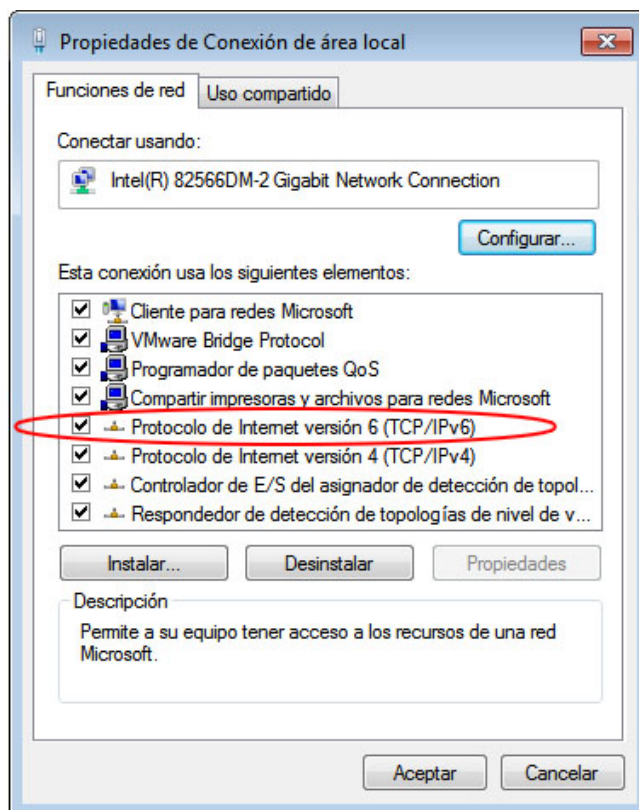 Propiedades de Conexión de área local
Funciones de red
Uso compartido
Conectar usando:
Intel(R) 82566DM-2 Gigabit Network Connection
Configurar...
Esta conexión usa los siguientes elementos:
Cliente para redes Microsoft
VMware Bridge Protocol
Programador de paquetes QoS
Compartir impresoras y archivos para redes Microsoft
Protocolo de Internet versión 6 (TCP/IPv6)
Protocolo de Internet versión 4 (TCP/IPv4)
Controlador de E/S del asignador de detección de topol...
Respondedor de detección de topologías de nivel de v...
Instalar...
Desinstalar
Propiedades
Descripción
Permite a su equipo tener acceso a los recursos de una red
Microsoft.
Aceptar
Cancelar